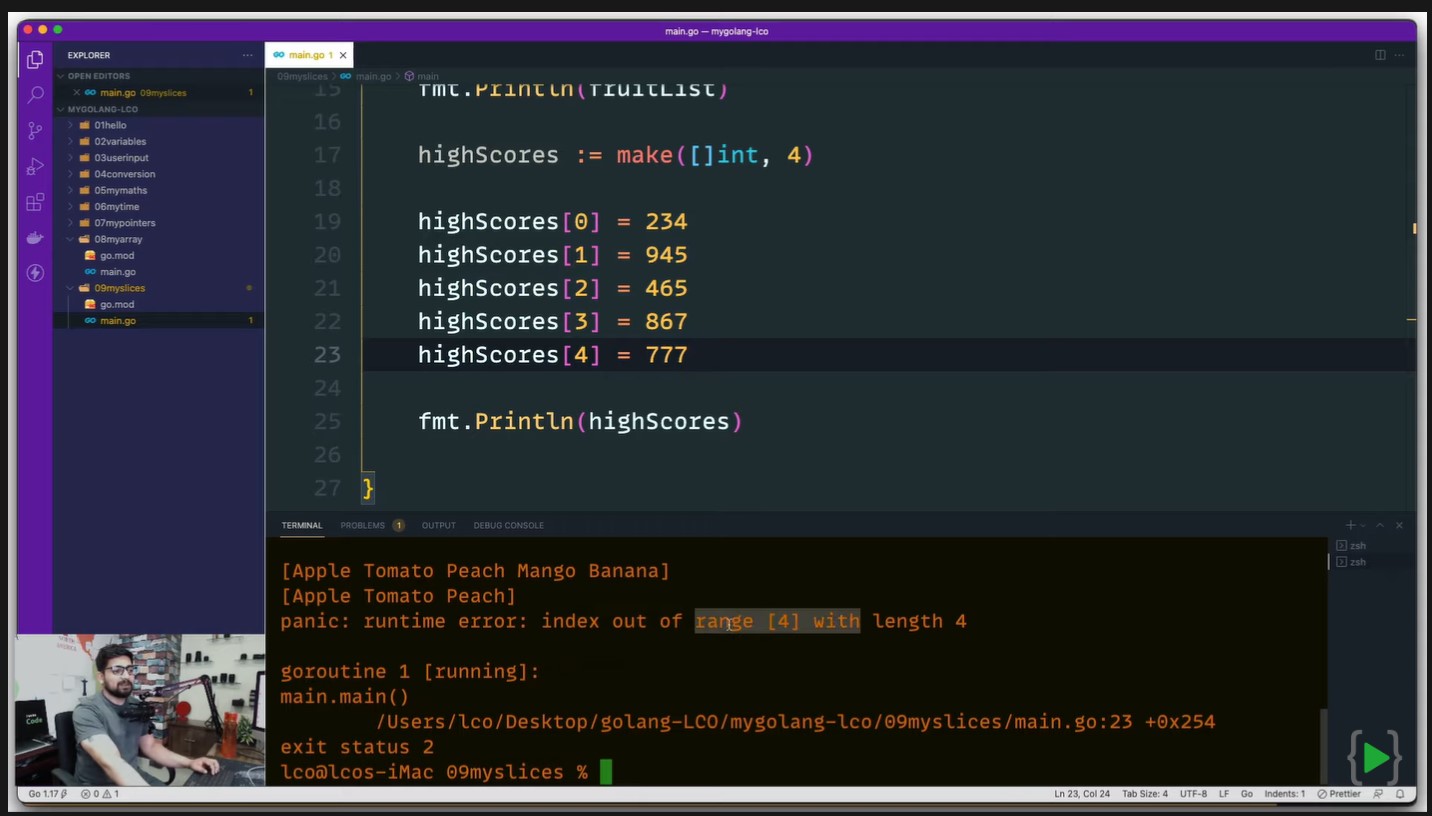 main.go — mygolang-lco
EXPLORER
OPEN EDITORS
main.go 09myslices 1
MYGOLANG-LCO
01hello
02variables
03userinput
04conversion
05mymaths
06mytime
07mypointers
08myarray
go.mod
main.go
09myslices
go.mod
main.go 1
main.go 1
09myslices > main.go > main
15 fmt.Println(fruitList)
16
17 highScores := make([]int, 4)
18
19 highScores[0] = 234
20 highScores[1] = 945
21 highScores[2] = 465
22 highScores[3] = 867
23 highScores[4] = 777
24
25 fmt.Println(highScores)
26
27 }
TERMINAL PROBLEMS 1 OUTPUT DEBUG CONSOLE
zsh
zsh
[Apple Tomato Peach Mango Banana]
[Apple Tomato Peach]
panic: runtime error: index out of range [4] with length 4
goroutine 1 [running]:
main.main()
/Users/lco/Desktop/golang-LCO/mygolang-lco/09myslices/main.go:23 +0x254
exit status 2
lco@lcos-iMac 09myslices %
Go 1.17 0 1 Ln 23, Col 24 Tab Size: 4 UTF-8 LF Go Indents: 1 Prettier